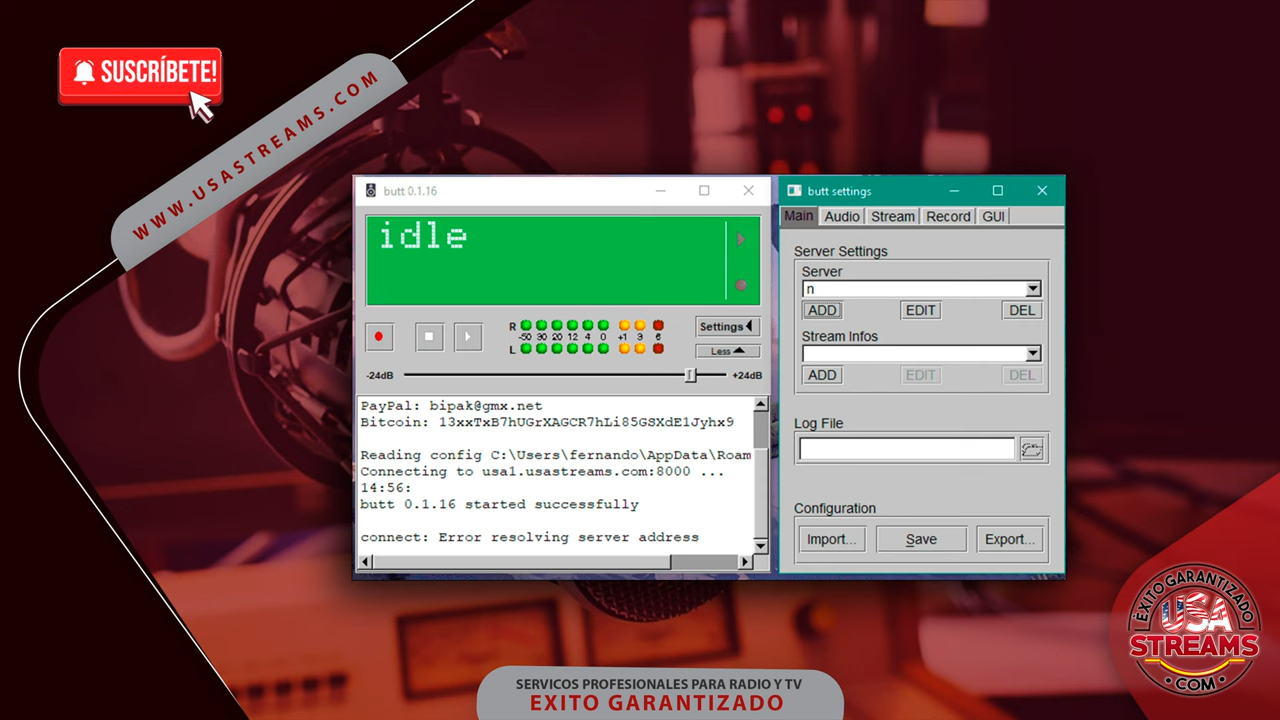 SUSCRÍBETE!
WWW.USASTREAMS.COM
butt 0.1.16
idle
R
-50 30 20 12 4 0 +1 3 6
L
Settings
Less
-24dB
+24dB
PayPal: bipak@gmx.net
Bitcoin: 13xxTxB7hUGrXAGCR7hLi85GSXdE1Jyhx9
Reading config C:\Users\fernando\AppData\Roam
Connecting to usa1.usastreams.com:8000 ...
14:56:
butt 0.1.16 started successfully
connect: Error resolving server address
butt settings
Main Audio Stream Record GUI
Server Settings
Server
n
ADD EDIT DEL
Stream Infos
ADD EDIT DEL
Log File
Configuration
Import... Save Export...
ÉXITO GARANTIZADO
USA
STREAMS
.COM
SERVICOS PROFESIONALES PARA RADIO Y TV
EXITO GARANTIZADO